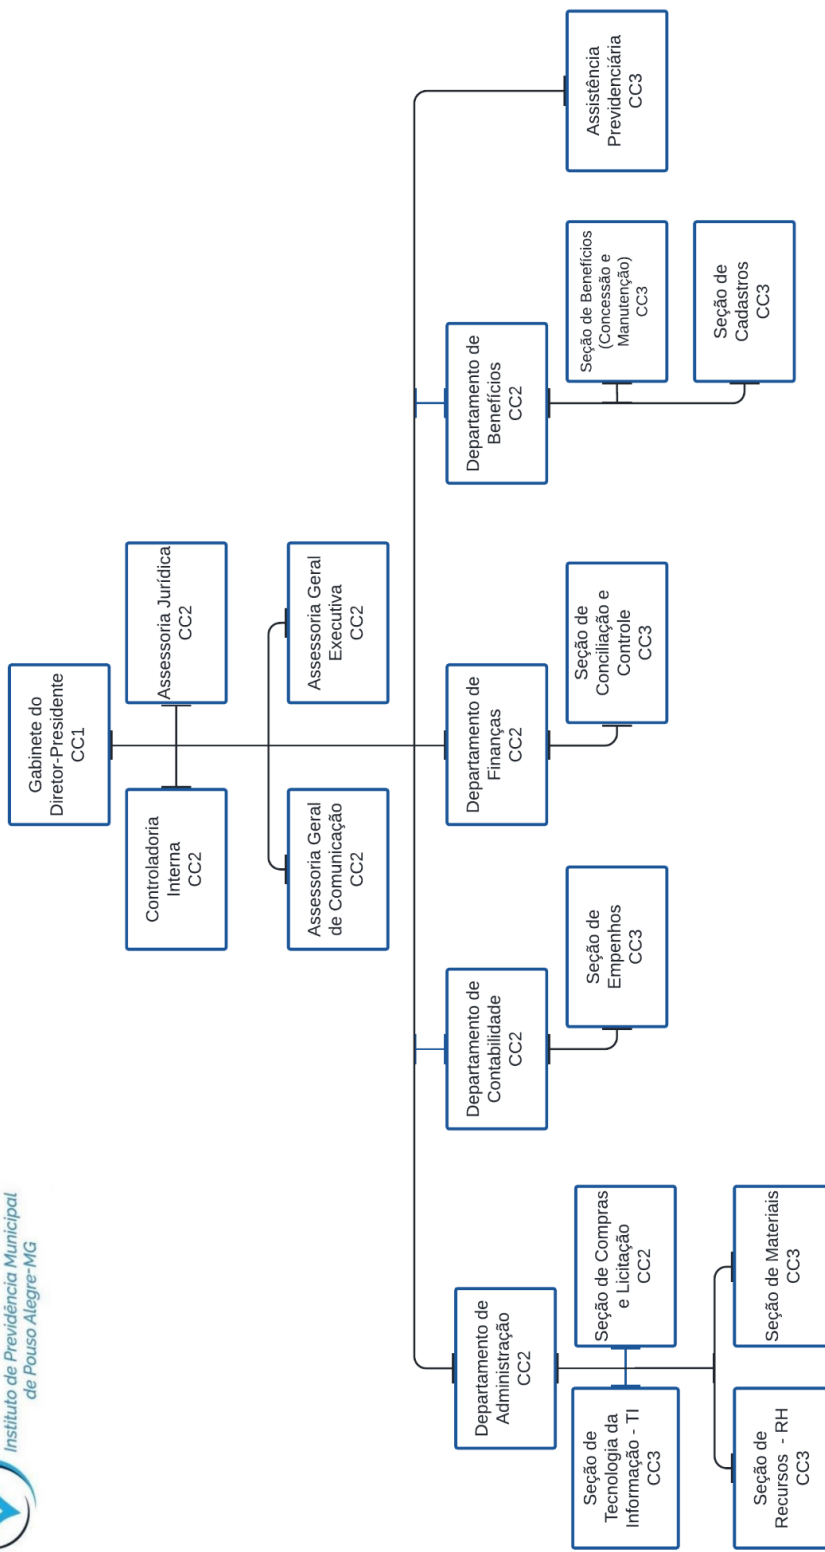 Instituto de Previdência Municipal
de Pouso Alegre-MG
Gabinete do
Diretor-Presidente
CC1
Controladoria
Interna
CC2
Assessoria Jurídica
CC2
Assessoria Geral
de Comunicação
CC2
Assessoria Geral
Executiva
CC2
Departamento de
Administração
CC2
Departamento de
Contabilidade
CC2
Departamento de
Finanças
CC2
Departamento de
Benefícios
CC2
Assistência
Previdenciária
CC3
Seção de
Tecnologia da
Informação - TI
CC3
Seção de Compras
e Licitação
CC2
Seção de
Empenhos
CC3
Seção de
Conciliação e
Controle
CC3
Seção de Benefícios
(Concessão e
Manutenção)
CC3
Seção de
Cadastros
CC3
Seção de
Recursos - RH
CC3
Seção de Materiais
CC3